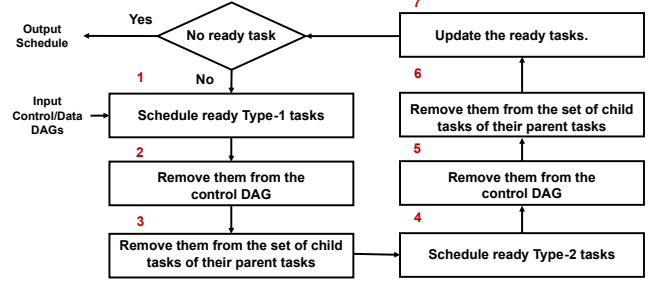 7
Yes
Output
Schedule
No ready task
Update the ready tasks.
1
No
6
Input
Control/Data
DAGs
Schedule ready Type-1 tasks
Remove them from the set of child
tasks of their parent tasks
2
5
Remove them from the
control DAG
Remove them from the
control DAG
3
4
Remove them from the set of child
tasks of their parent tasks
Schedule ready Type-2 tasks